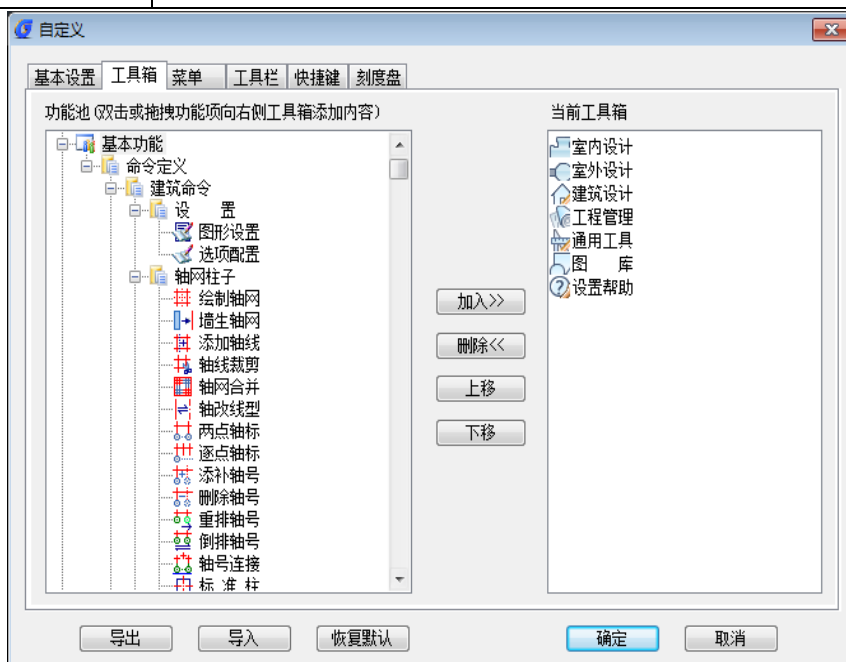 自定义
基本设置 工具箱 菜单 工具栏 快捷键 刻度盘
功能池(双击或拖拽功能项向右侧工具箱添加内容)
基本功能
命令定义
建筑命令
设 置
图形设置
选项配置
轴网柱子
绘制轴网
墙生轴网
添加轴线
轴线裁剪
轴网合并
轴改线型
两点轴标
逐点轴标
添补轴号
删除轴号
重排轴号
倒排轴号
轴号连接
标 准 柱
加入>>
删除<<
上移
下移
当前工具箱
室内设计
室外设计
建筑设计
工程管理
通用工具
图 库
设置帮助
导出 导入 恢复默认 确定 取消